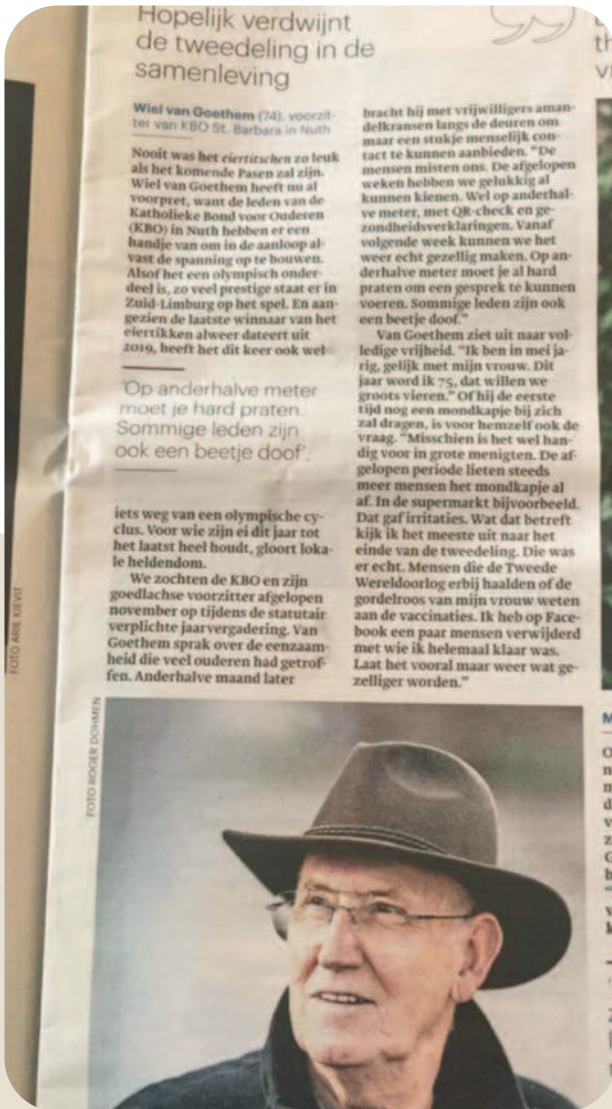 Hopelijk verdwijnt
de tweedeling in de
samenleving
Wiel van Goethem (74), voorzit-
ter van KBO St. Barbara in Nuth
Nooit was het eiertitschen zo leuk
als het komende Pasen zal zijn.
Wiel van Goethem heeft nu al
voorpret, want de leden van de
Katholieke Bond voor Ouderen
(KBO) in Nuth hebben er een
handje van om in de aanloop al-
vast de spanning op te bouwen.
Alsof het een olympisch onder-
deel is, zo veel prestige staat er in
Zuid-Limburg op het spel. En aan-
gezien de laatste winnaar van het
eiertikken alweer dateert uit
2019, heeft het dit keer ook wel
'Op anderhalve meter
moet je hard praten.
Sommige leden zijn
ook een beetje doof'.
iets weg van een olympische cy-
clus. Voor wie zijn ei dit jaar tot
het laatst heel houdt, gloort loka-
le heldendom.
We zochten de KBO en zijn
goedlachse voorzitter afgelopen
november op tijdens de statutair
verplichte jaarvergadering. Van
Goethem sprak over de eenzaam-
heid die veel ouderen had getrof-
fen. Anderhalve maand later
bracht hij met vrijwilligers aman-
delkransen langs de deuren om
maar een stukje menselijk con-
tact te kunnen aanbieden. "De
mensen misten ons. De afgelopen
weken hebben we gelukkig al
kunnen kienen. Wel op anderhal-
ve meter, met QR-check en ge-
zondheidsverklaringen. Vanaf
volgende week kunnen we het
weer echt gezellig maken. Op an-
derhalve meter moet je al hard
praten om een gesprek te kunnen
voeren. Sommige leden zijn ook
een beetje doof."
Van Goethem ziet uit naar vol-
ledige vrijheid. "Ik ben in mei ja-
rig, gelijk met mijn vrouw. Dit
jaar word ik 75, dat willen we
groots vieren." Of hij de eerste
tijd nog een mondkapje bij zich
zal dragen, is voor hemzelf ook de
vraag. "Misschien is het wel han-
dig voor in grote menigten. De af-
gelopen periode lieten steeds
meer mensen het mondkapje al
af. In de supermarkt bijvoorbeeld.
Dat gaf irritaties. Wat dat betreft
kijk ik het meeste uit naar het
einde van de tweedeling. Die was
er echt. Mensen die de Tweede
Wereldoorlog erbij haalden of de
gordelroos van mijn vrouw weten
aan de vaccinaties. Ik heb op Face-
book een paar mensen verwijderd
met wie ik helemaal klaar was.
Laat het vooral maar weer wat ge-
zelliger worden."
FOTO ARIE KIEVIT
FOTO ROGER DOHMEN